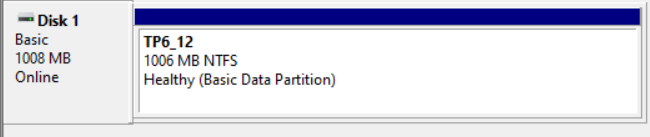 Disk 1
Basic
1008 MB
Online
TP6_12
1006 MB NTFS
Healthy (Basic Data Partition)